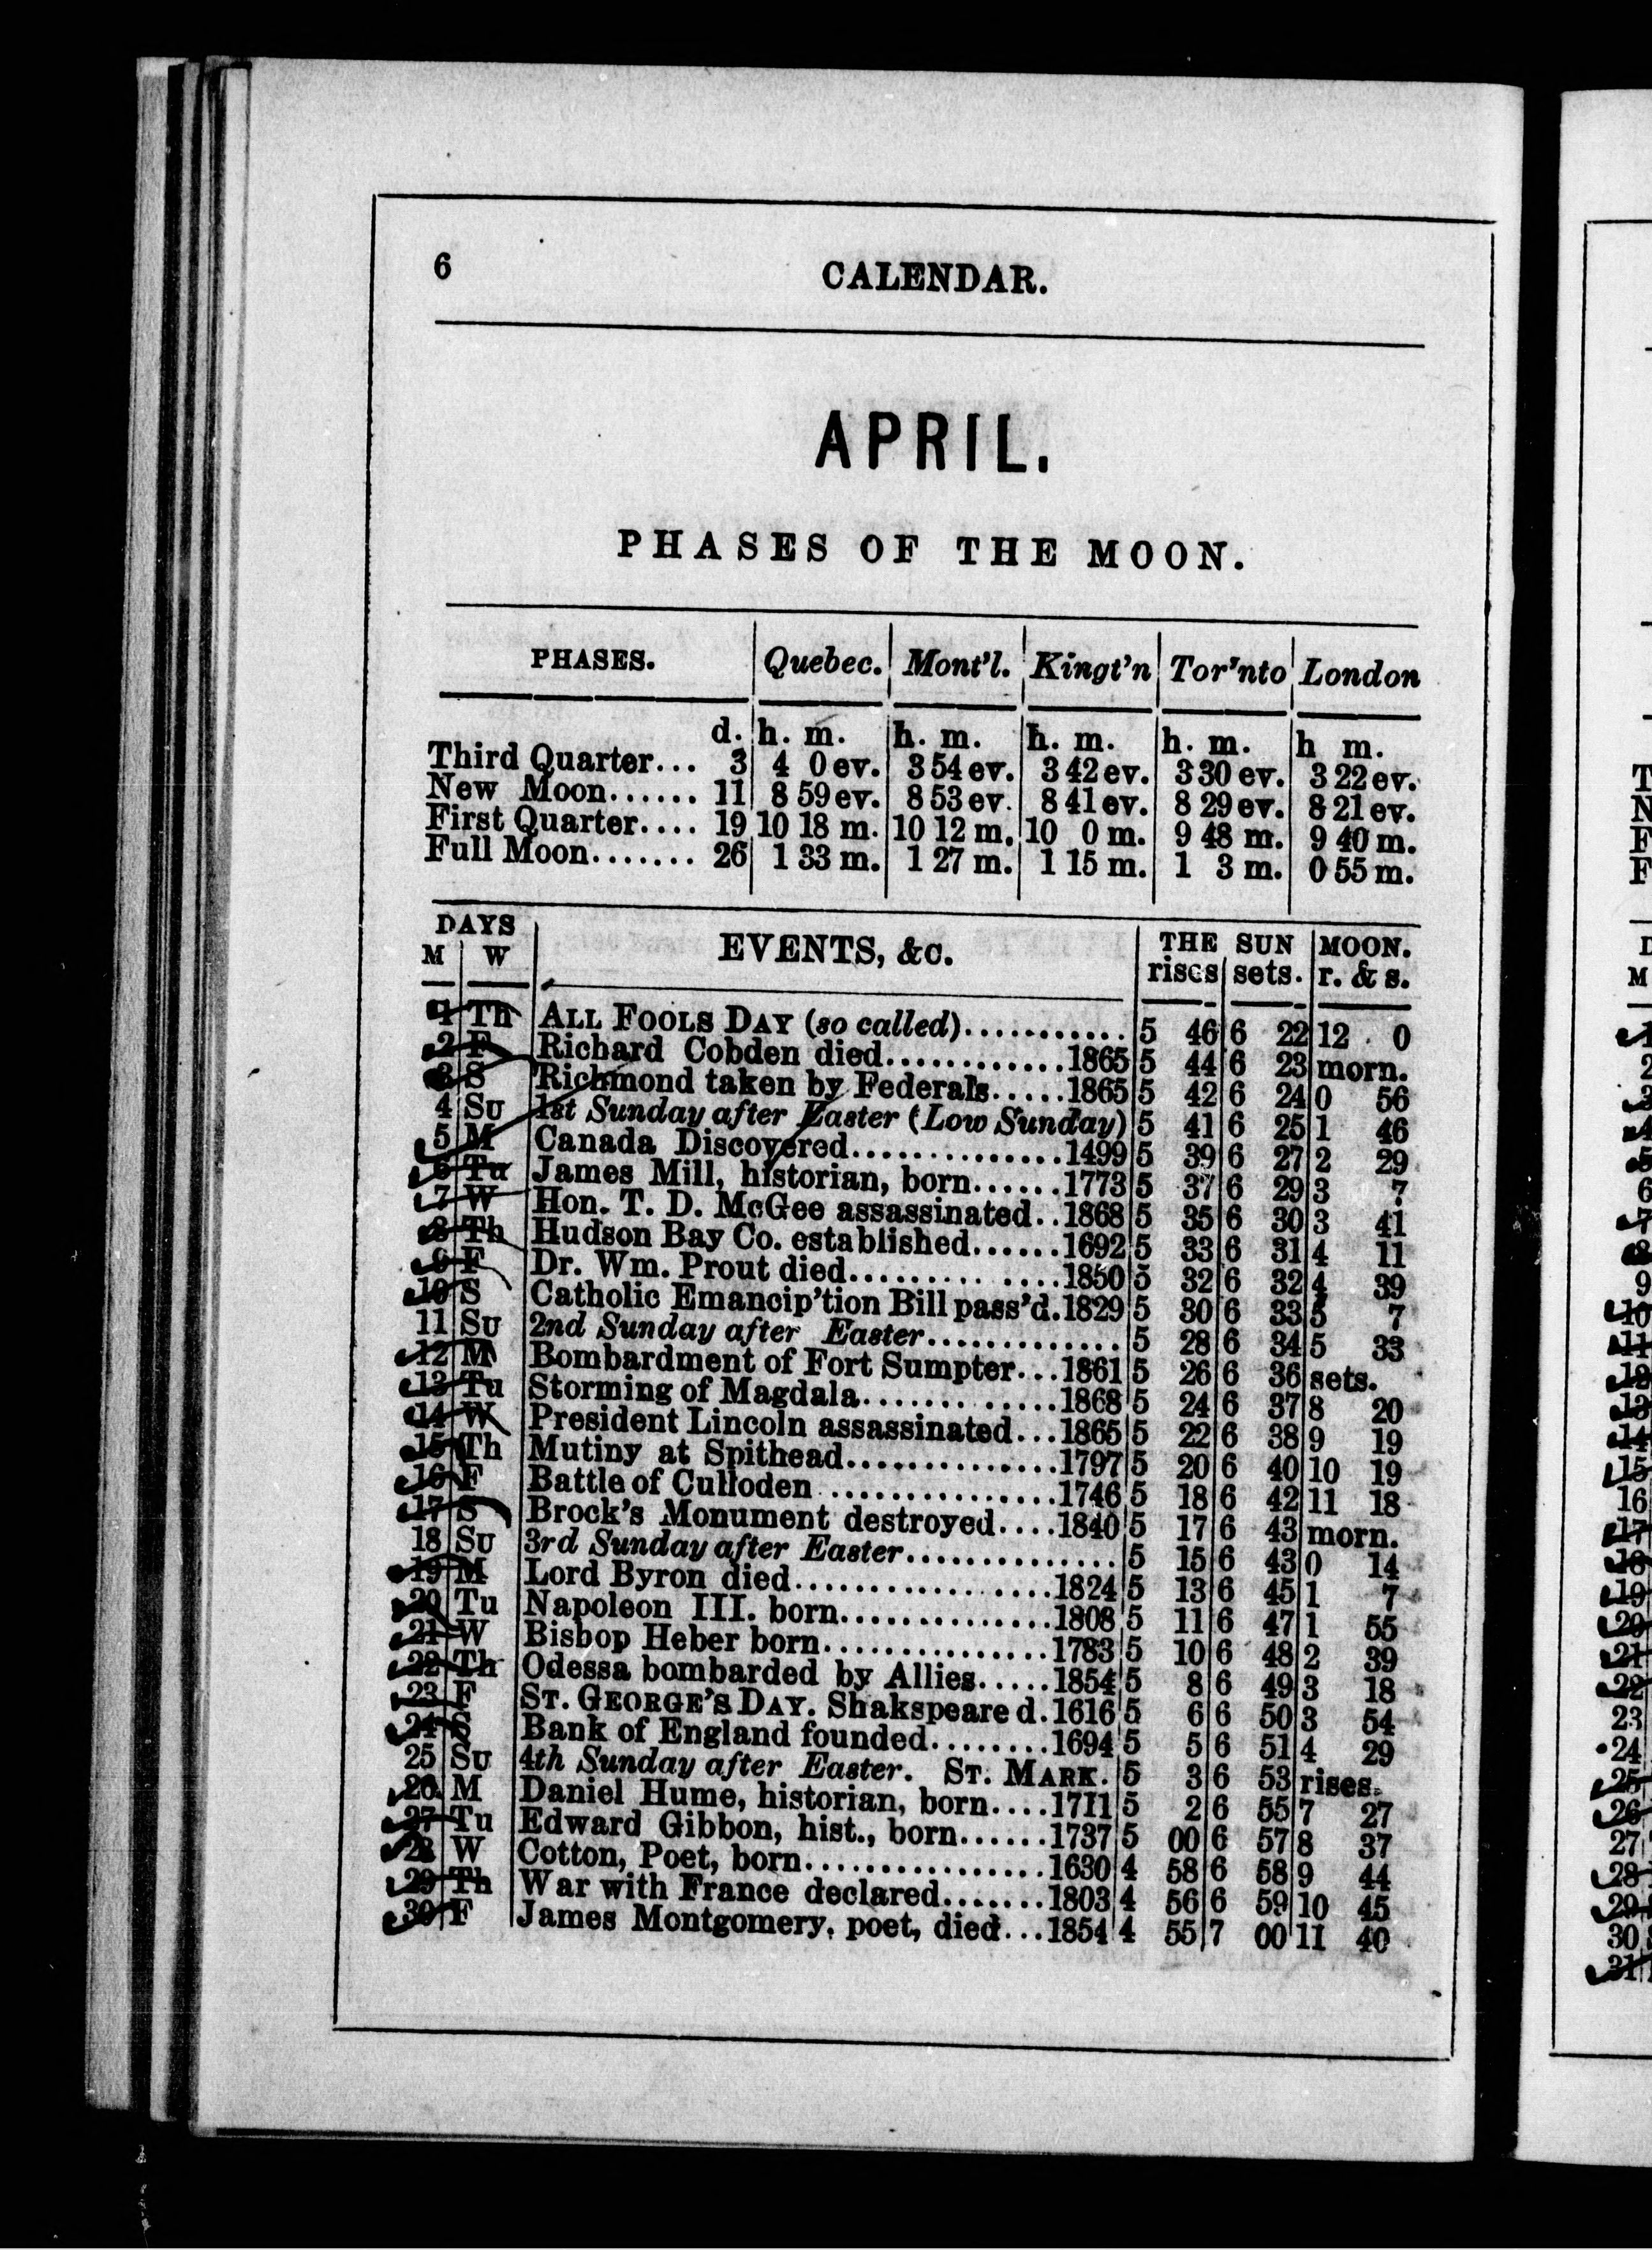 6
CALENDAR.
APRIL.
PHASES OF THE MOON.
PHASES. Quebec. Mont'l. Kingt'n Tor'nto London
d. h. m. h. m. h. m. h. m. h m.
Third Quarter... 3 4 0 ev. 3 54 ev. 3 42 ev. 3 30 ev. 3 22 ev.
New Moon...... 11 8 59 ev. 8 53 ev. 8 41 ev. 8 29 ev. 8 21 ev.
First Quarter.... 19 10 18 m. 10 12 m. 10 0 m. 9 48 m. 9 40 m.
Full Moon....... 26 1 33 m. 1 27 m. 1 15 m. 1 3 m. 0 55 m.
DAYS EVENTS, &c. THE SUN MOON.
M W rises sets. r. & s.
1 Th ALL FOOLS DAY (so called)........... 5 46 6 22 12 0
2 F Richard Cobden died............1865 5 44 6 23 morn.
3 S Richmond taken by Federals.....1865 5 42 6 24 0 56
4 SU 1st Sunday after Easter (Low Sunday) 5 41 6 25 1 46
5 M Canada Discovered..............1499 5 39 6 27 2 29
6 Tu James Mill, historian, born......1773 5 37 6 29 3 7
7 W Hon. T. D. McGee assassinated..1868 5 35 6 30 3 41
8 Th Hudson Bay Co. established......1692 5 33 6 31 4 11
9 F Dr. Wm. Prout died.............1850 5 32 6 32 4 39
10 S Catholic Emancip'tion Bill pass'd.1829 5 30 6 33 5 7
11 SU 2nd Sunday after Easter............. 5 28 6 34 5 33
12 M Bombardment of Fort Sumpter...1861 5 26 6 36 sets.
13 Tu Storming of Magdala.............1868 5 24 6 37 8 20
14 W President Lincoln assassinated...1865 5 22 6 38 9 19
15 Th Mutiny at Spithead..............1797 5 20 6 40 10 19
16 F Battle of Culloden................1746 5 18 6 42 11 18
17 S Brock's Monument destroyed....1840 5 17 6 43 morn.
18 SU 3rd Sunday after Easter............... 5 15 6 43 0 14
19 M Lord Byron died.................1824 5 13 6 45 1 7
20 Tu Napoleon III. born...............1808 5 11 6 47 1 55
21 W Bishop Heber born...............1783 5 10 6 48 2 39
22 Th Odessa bombarded by Allies.....1854 5 8 6 49 3 18
23 F ST. GEORGE'S DAY. Shakspeare d.1616 5 6 6 50 3 54
24 S Bank of England founded........1694 5 5 6 51 4 29
25 SU 4th Sunday after Easter. ST. MARK. 5 3 6 53 rises.
26 M Daniel Hume, historian, born....1711 5 2 6 55 7 27
27 Tu Edward Gibbon, hist., born......1737 5 00 6 57 8 37
28 W Cotton, Poet, born................1630 4 58 6 58 9 44
29 Th War with France declared.......1803 4 56 6 59 10 45
30 F James Montgomery, poet, died...1854 4 55 7 00 11 40